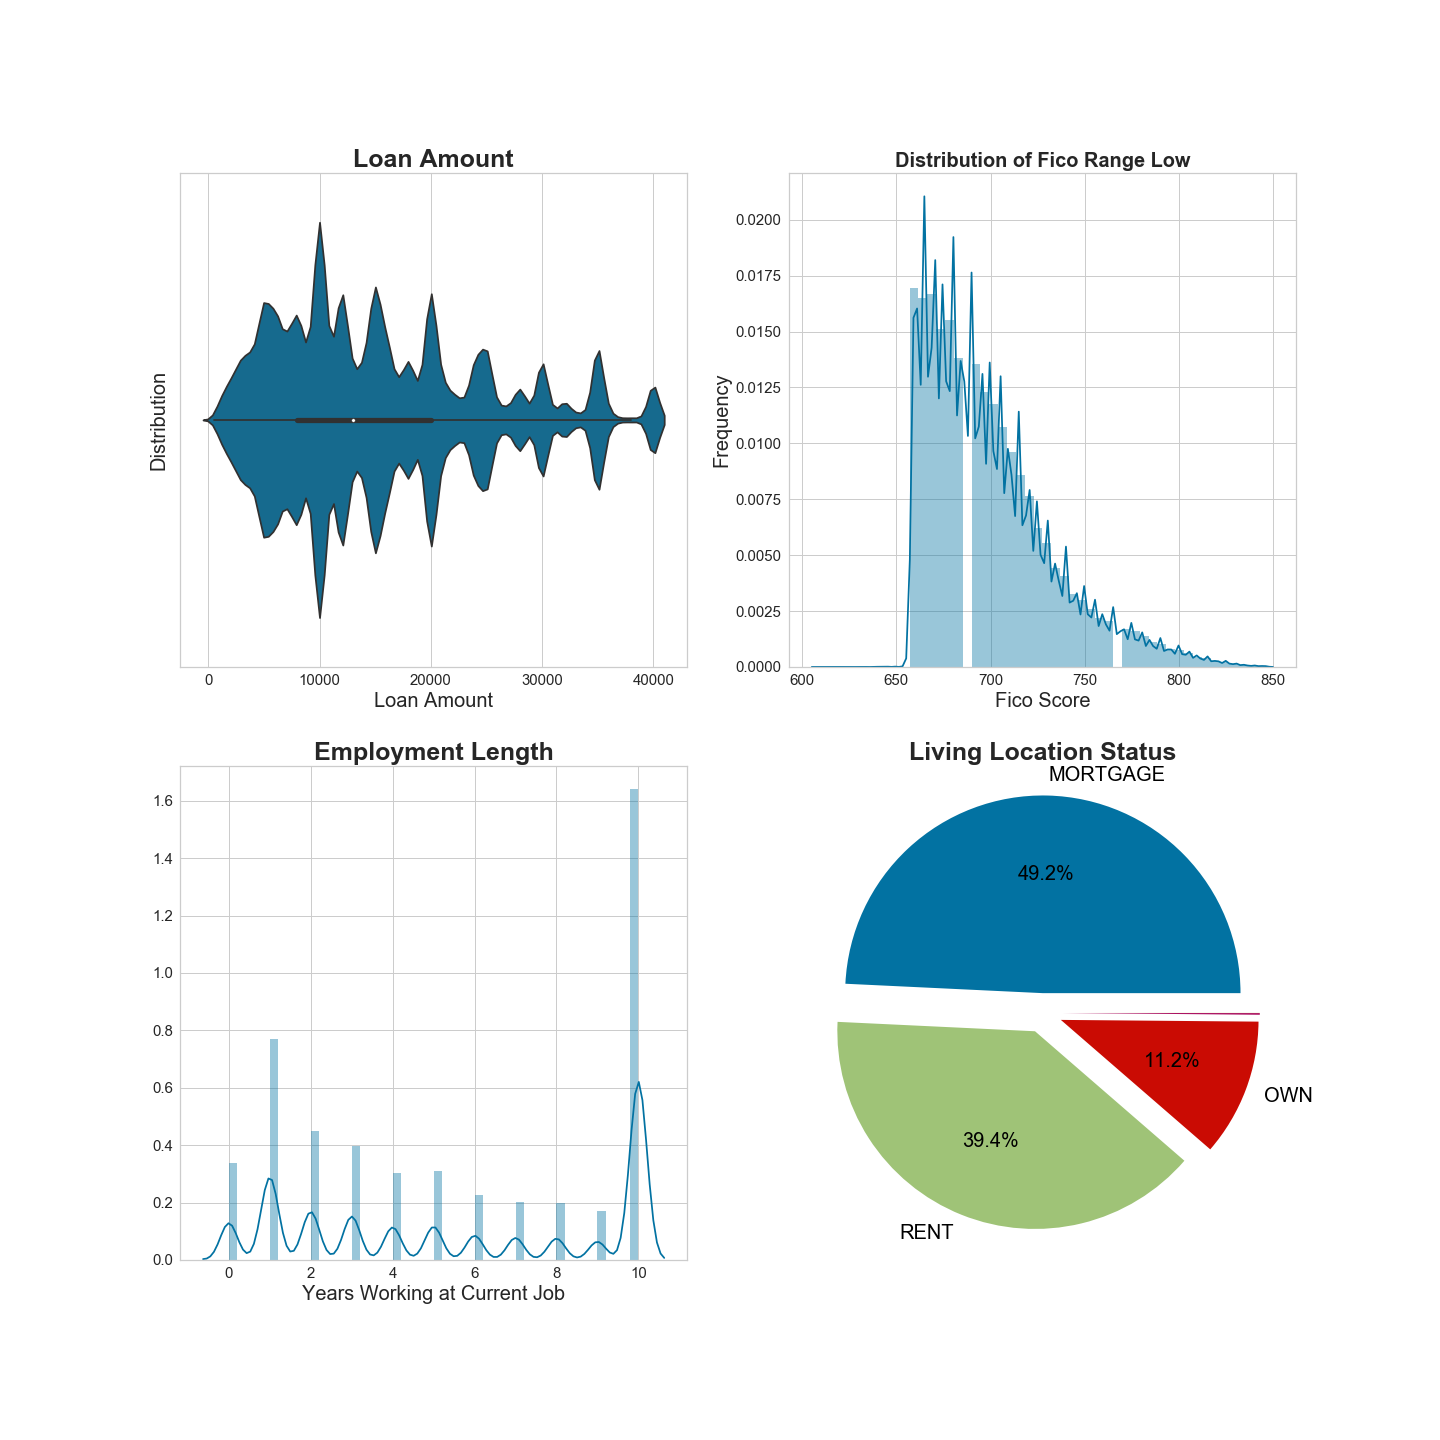 Loan Amount
Distribution
0 10000 20000 30000 40000
Loan Amount
Distribution of Fico Range Low
Frequency
0.0200
0.0175
0.0150
0.0125
0.0100
0.0075
0.0050
0.0025
0.0000
600 650 700 750 800 850
Fico Score
Employment Length
1.6
1.4
1.2
1.0
0.8
0.6
0.4
0.2
0.0
0 2 4 6 8 10
Years Working at Current Job
Living Location Status
MORTGAGE
49.2%
11.2%
OWN
39.4%
RENT